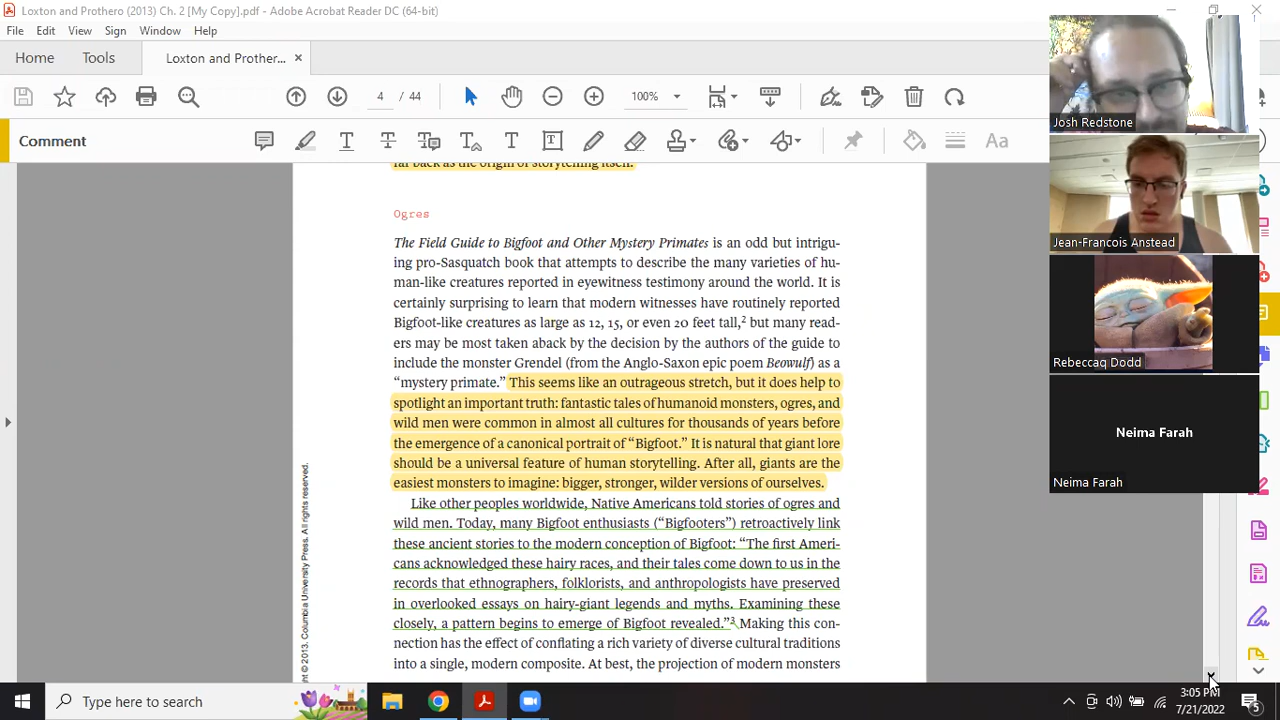 Loxton and Prothero (2013) Ch. 2 [My Copy].pdf - Adobe Acrobat Reader DC (64-bit)
File Edit View Sign Window Help
Home Tools Loxton and Prother... ×
4 / 44 100%
Comment
far back as the origin of storytelling itself.
Ogres
The Field Guide to Bigfoot and Other Mystery Primates is an odd but intrigu-
ing pro-Sasquatch book that attempts to describe the many varieties of hu-
man-like creatures reported in eyewitness testimony around the world. It is
certainly surprising to learn that modern witnesses have routinely reported
Bigfoot-like creatures as large as 12, 15, or even 20 feet tall,2 but many read-
ers may be most taken aback by the decision by the authors of the guide to
include the monster Grendel (from the Anglo-Saxon epic poem Beowulf) as a
“mystery primate.” This seems like an outrageous stretch, but it does help to
spotlight an important truth: fantastic tales of humanoid monsters, ogres, and
wild men were common in almost all cultures for thousands of years before
the emergence of a canonical portrait of “Bigfoot.” It is natural that giant lore
should be a universal feature of human storytelling. After all, giants are the
easiest monsters to imagine: bigger, stronger, wilder versions of ourselves.
Like other peoples worldwide, Native Americans told stories of ogres and
wild men. Today, many Bigfoot enthusiasts (“Bigfooters”) retroactively link
these ancient stories to the modern conception of Bigfoot: “The first Ameri-
cans acknowledged these hairy races, and their tales come down to us in the
records that ethnographers, folklorists, and anthropologists have preserved
in overlooked essays on hairy-giant legends and myths. Examining these
closely, a pattern begins to emerge of Bigfoot revealed.”3 Making this con-
nection has the effect of conflating a rich variety of diverse cultural traditions
into a single, modern composite. At best, the projection of modern monsters
© 2013. Columbia University Press. All rights reserved.
Josh Redstone
Jean-Francois Anstead
Rebeccaq Dodd
Neima Farah
Neima Farah
Type here to search
3:05 PM
7/21/2022
5